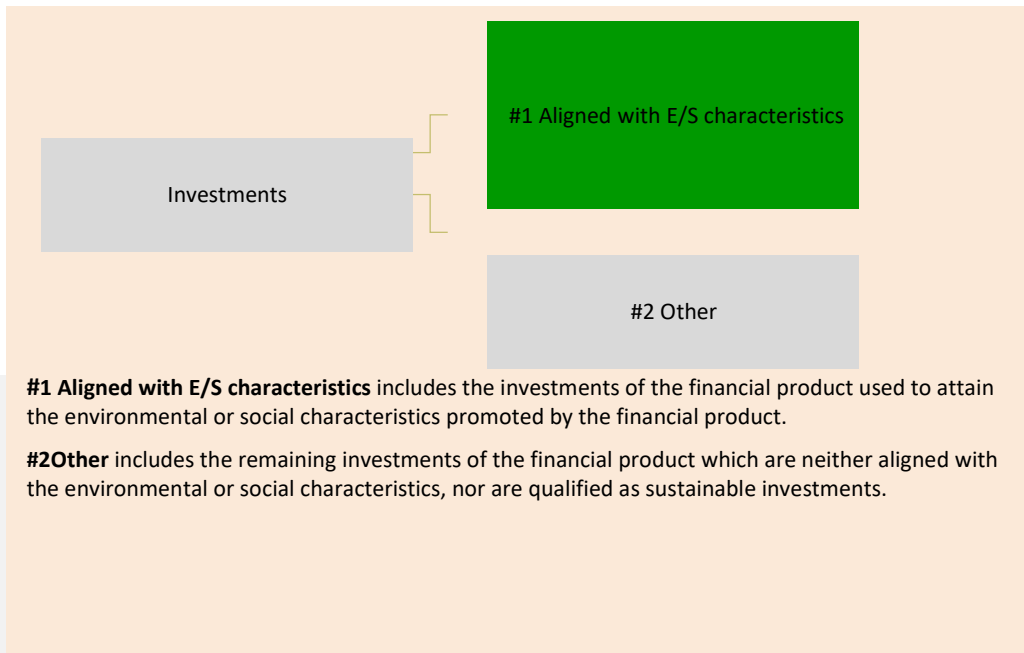 #1 Aligned with E/S characteristics
Investments
#2 Other
#1 Aligned with E/S characteristics includes the investments of the financial product used to attain
the environmental or social characteristics promoted by the financial product.
#2Other includes the remaining investments of the financial product which are neither aligned with
the environmental or social characteristics, nor are qualified as sustainable investments.